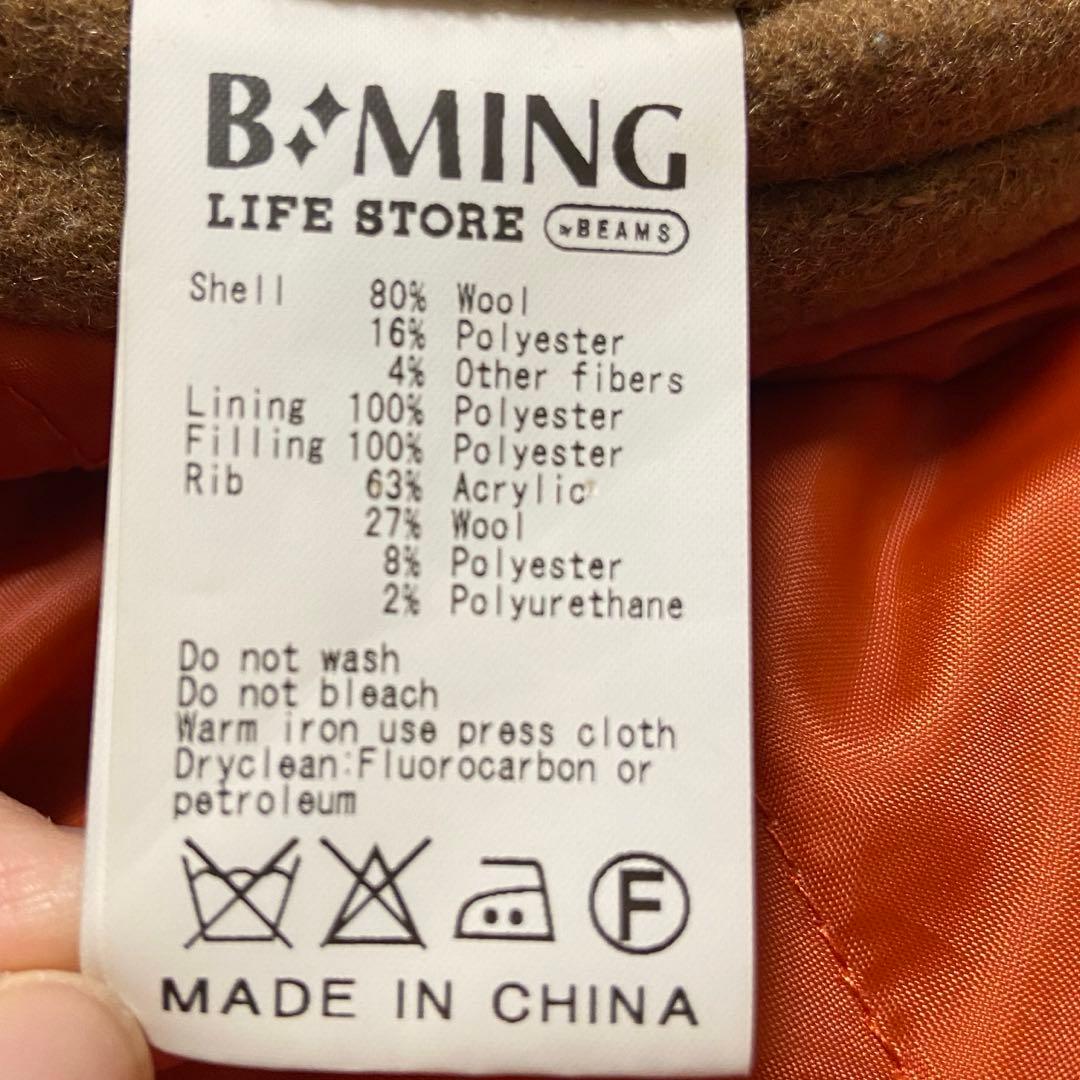 B MING
LIFE STORE by BEAMS
Shell 80% Wool
16% Polyester
4% Other fibers
Lining 100% Polyester
Filling 100% Polyester
Rib 63% Acrylic
27% Wool
8% Polyester
2% Polyurethane
Do not wash
Do not bleach
Warm iron use press cloth
Dryclean:Fluorocarbon or
petroleum
F
MADE IN CHINA